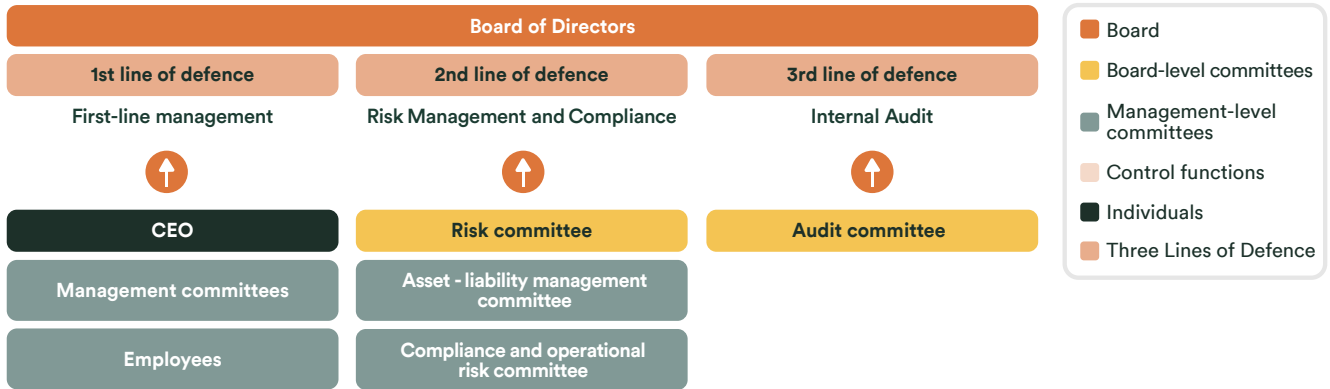 Board of Directors
1st line of defence
2nd line of defence
3rd line of defence
First-line management
Risk Management and Compliance
Internal Audit
CEO
Risk committee
Audit committee
Management committees
Asset - liability management
committee
Employees
Compliance and operational
risk committee
Board
Board-level committees
Management-level
committees
Control functions
Individuals
Three Lines of Defence